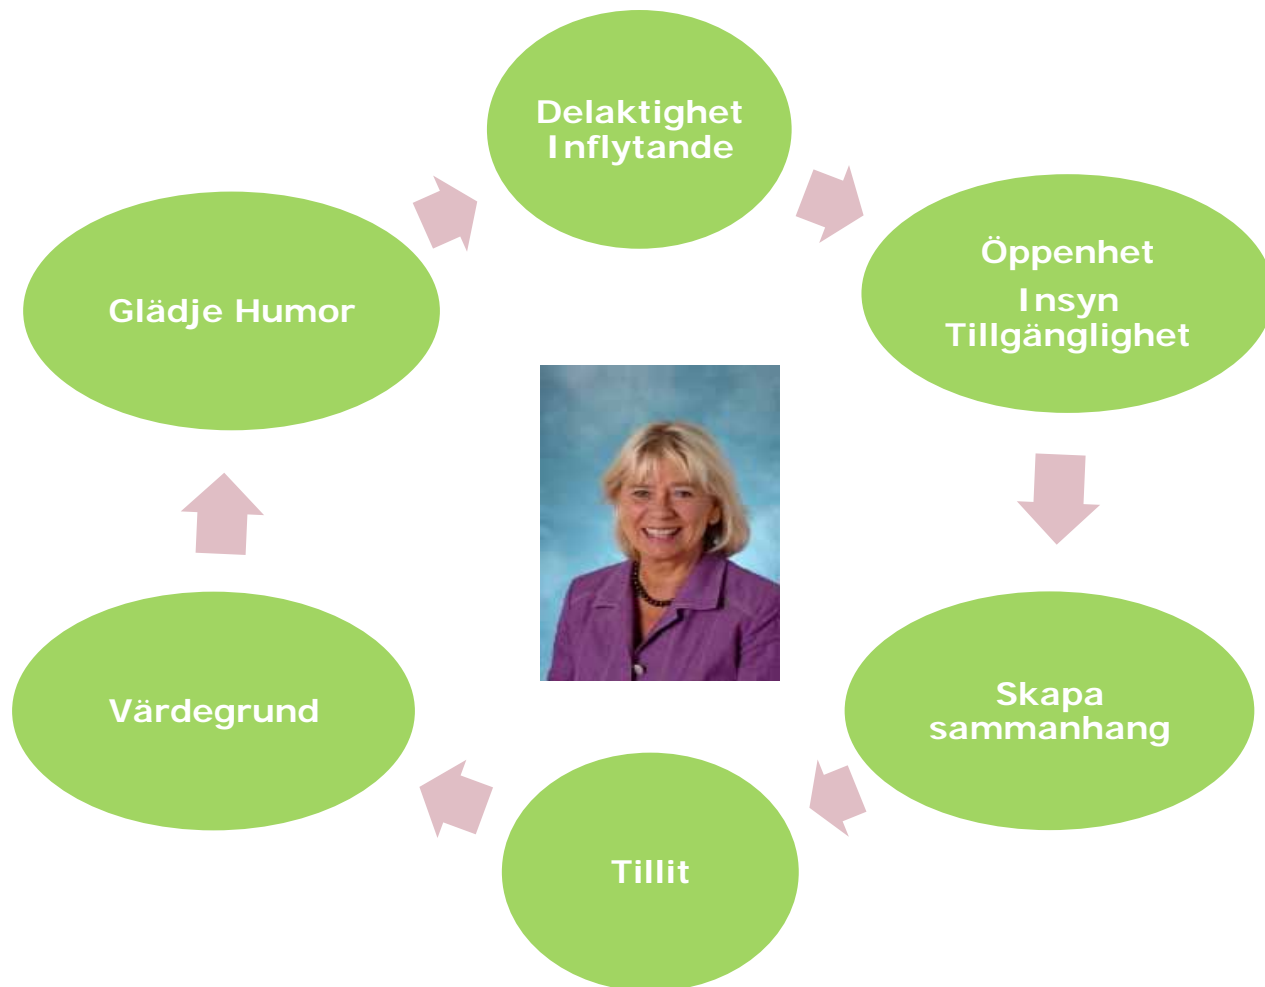 Delaktighet
Inflytande
Öppenhet
Insyn
Tillgänglighet
Skapa
sammanhang
Tillit
Värdegrund
Glädje Humor